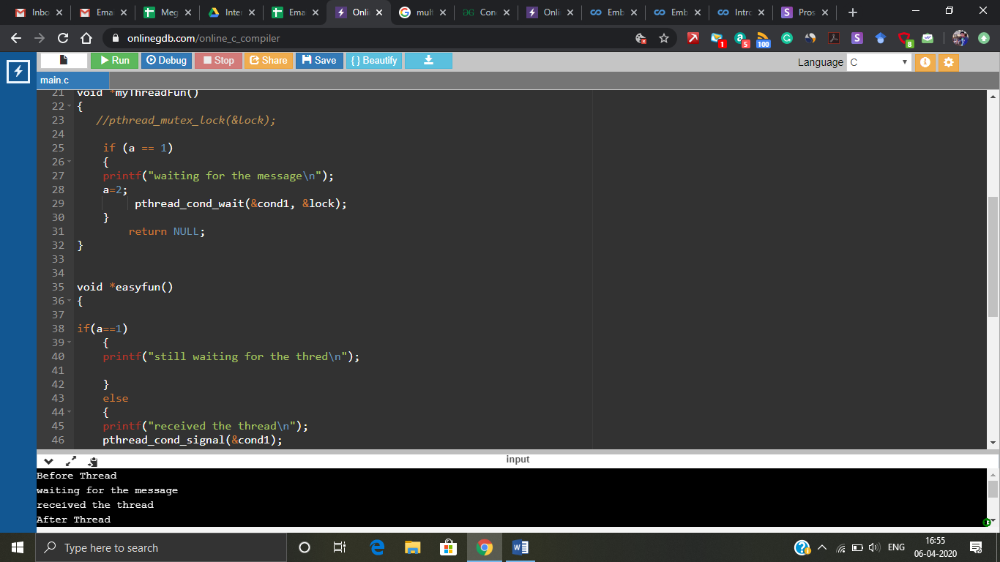 Inbo
Emai
Meg
Inter
Ema
Onli
mult
Con
Onli
Emb
Emb
Intro
Pros
onlinegdb.com/online_c_compiler
1
5
100
8
Run
Debug
Stop
Share
Save
{ } Beautify
Language C
main.c
21 void *myThreadFun()
22 {
23 //pthread_mutex_lock(&lock);
24
25 if (a == 1)
26 {
27 printf("waiting for the message\n");
28 a=2;
29 pthread_cond_wait(&cond1, &lock);
30 }
31 return NULL;
32 }
33
34
35 void *easyfun()
36 {
37
38 if(a==1)
39 {
40 printf("still waiting for the thred\n");
41
42 }
43 else
44 {
45 printf("received the thread\n");
46 pthread_cond_signal(&cond1);
input
Before Thread
waiting for the message
received the thread
After Thread
Type here to search
ENG
16:55
06-04-2020